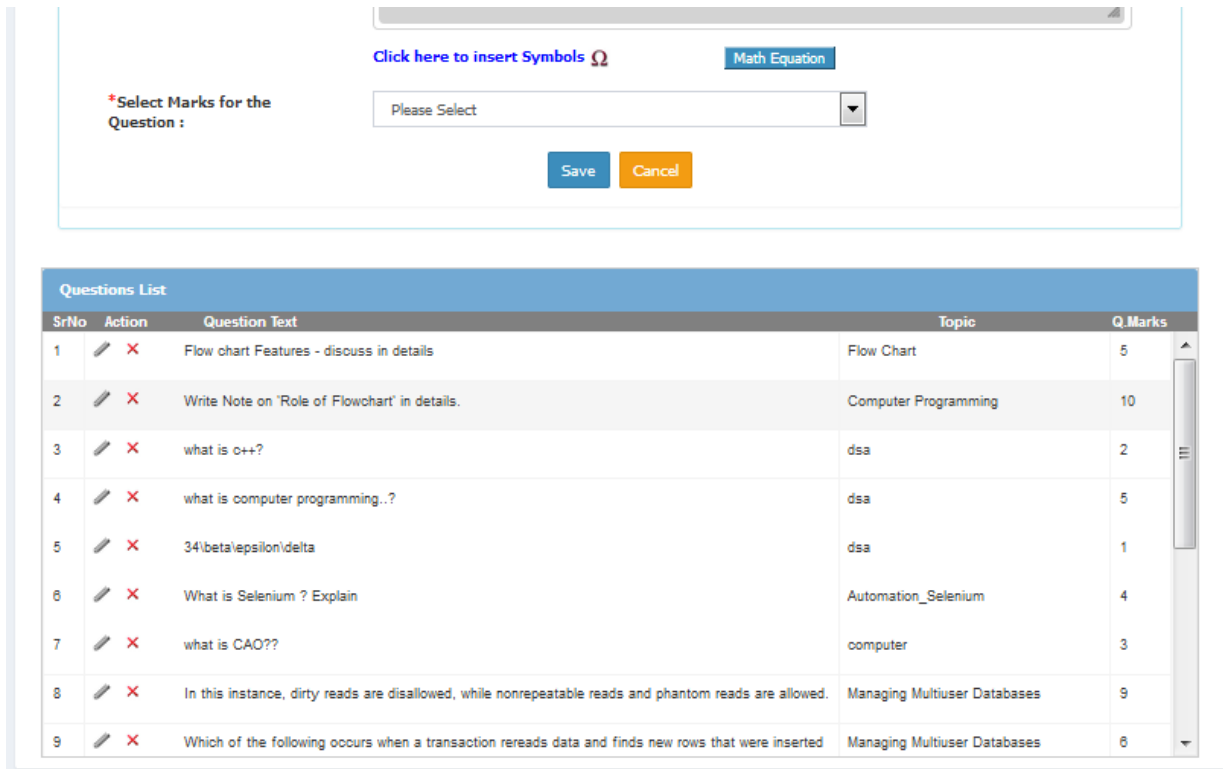 Click here to insert Symbols Ω Math Equation
*Select Marks for the
Question :
Please Select
Save Cancel
Questions List
SrNo Action Question Text Topic Q.Marks
1 Flow chart Features - discuss in details Flow Chart 5
2 Write Note on 'Role of Flowchart' in details. Computer Programming 10
3 what is c++? dsa 2
4 what is computer programming..? dsa 5
5 34\beta\epsilon\delta dsa 1
6 What is Selenium ? Explain Automation_Selenium 4
7 what is CAO?? computer 3
8 In this instance, dirty reads are disallowed, while nonrepeatable reads and phantom reads are allowed. Managing Multiuser Databases 9
9 Which of the following occurs when a transaction rereads data and finds new rows that were inserted Managing Multiuser Databases 6